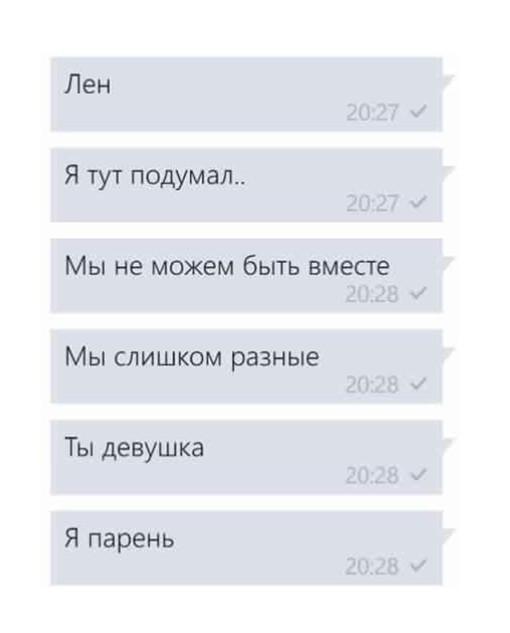 Лен
20:27
Я тут подумал..
20:27
Мы не можем быть вместе
20:28
Мы слишком разные
20:28
Ты девушка
20:28
Я парень
20:28